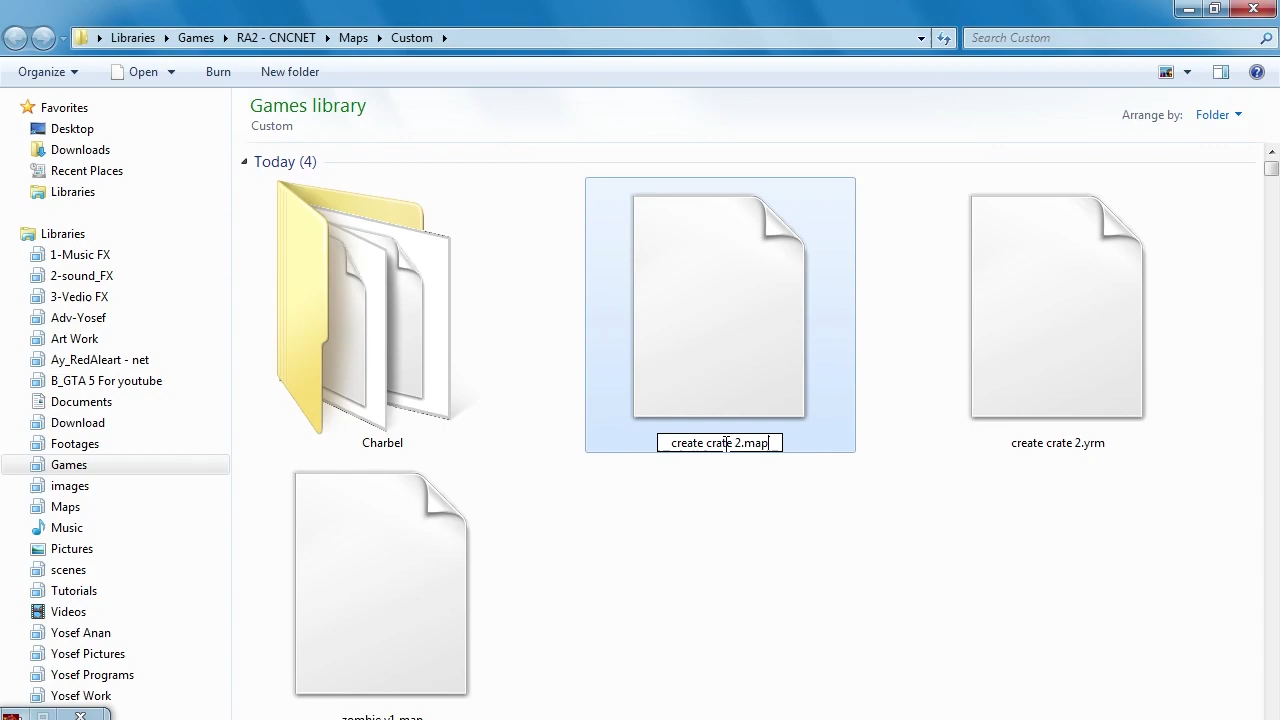 Libraries Games RA2 - CNCNET Maps Custom
Search Custom
Organize Open Burn New folder
Favorites
Desktop
Downloads
Recent Places
Libraries
Libraries
1-Music FX
2-sound_FX
3-Vedio FX
Adv-Yosef
Art Work
Ay_RedAleart - net
B_GTA 5 For youtube
Documents
Download
Footages
Games
images
Maps
Music
Pictures
scenes
Tutorials
Videos
Yosef Anan
Yosef Pictures
Yosef Programs
Yosef Work
Games library
Custom
Arrange by: Folder
Today (4)
Charbel
create crate 2.map
create crate 2.yrm
zombie v1.map